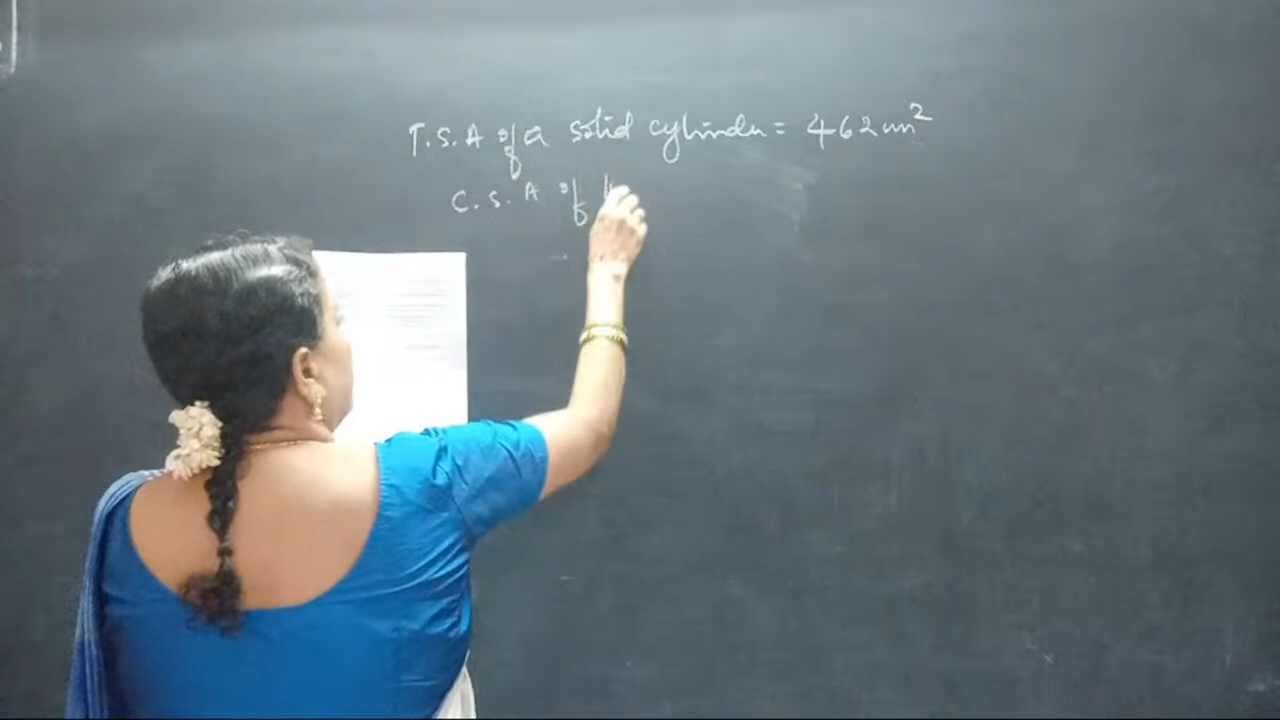 T.S.A of a solid cylinder = 462 cm²
C.S.A of